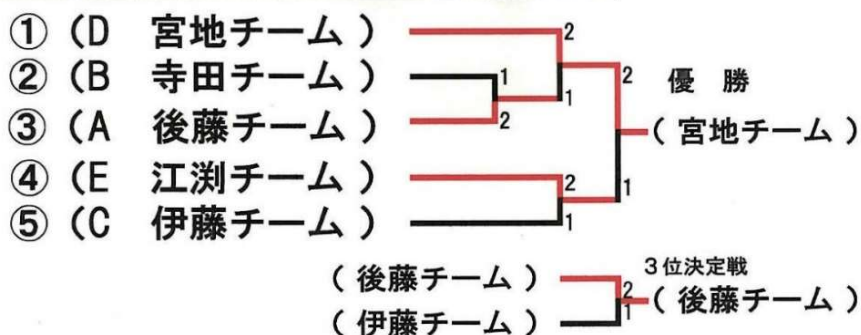 ① (D 宮地チーム ) 2
② (B 寺田チーム ) 1 1 2 優 勝
③ (A 後藤チーム ) 2 ( 宮地チーム )
④ (E 江渕チーム ) 2 1
⑤ (C 伊藤チーム ) 1
3位決定戦
( 後藤チーム ) 2 ( 後藤チーム )
( 伊藤チーム ) 1